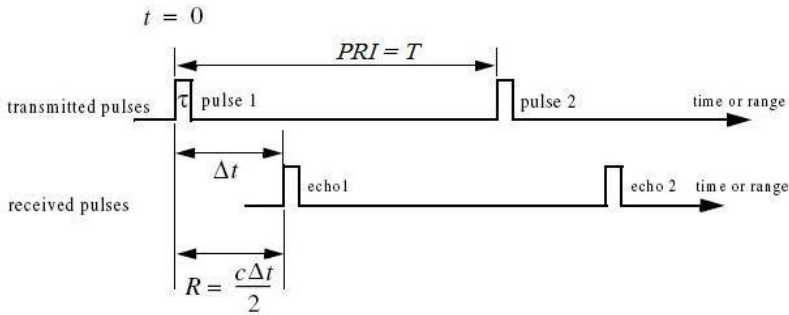 t = 0
PRI = T
transmitted pulses
τ
pulse 1
pulse 2
time or range
Δt
received pulses
echo1
echo 2
time or range
R = cΔt/2